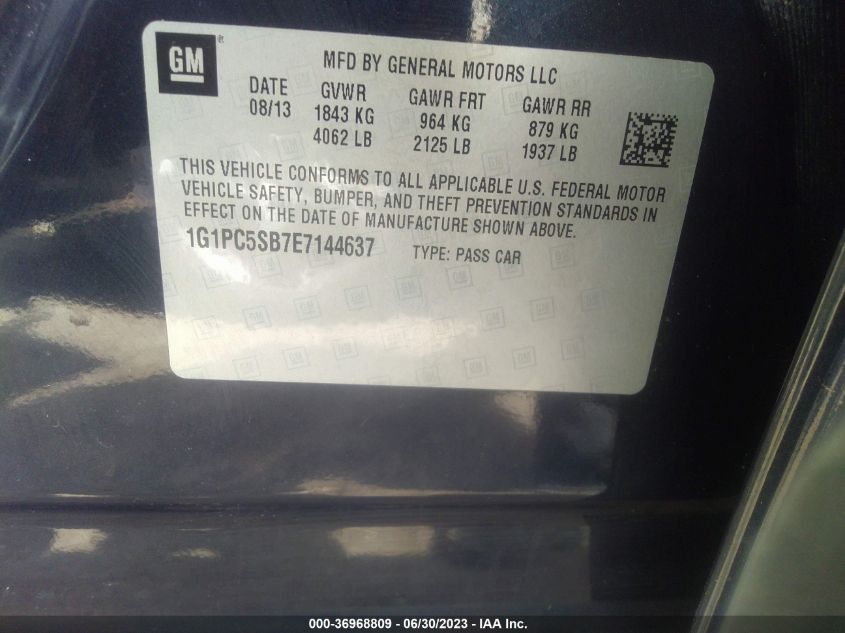 GM
MFD BY GENERAL MOTORS LLC
DATE GVWR GAWR FRT GAWR RR
08/13 1843 KG 964 KG 879 KG
4062 LB 2125 LB 1937 LB
THIS VEHICLE CONFORMS TO ALL APPLICABLE U.S. FEDERAL MOTOR
VEHICLE SAFETY, BUMPER, AND THEFT PREVENTION STANDARDS IN
EFFECT ON THE DATE OF MANUFACTURE SHOWN ABOVE.
1G1PC5SB7E7144637 TYPE: PASS CAR
000-36968809 - 06/30/2023 - IAA Inc.